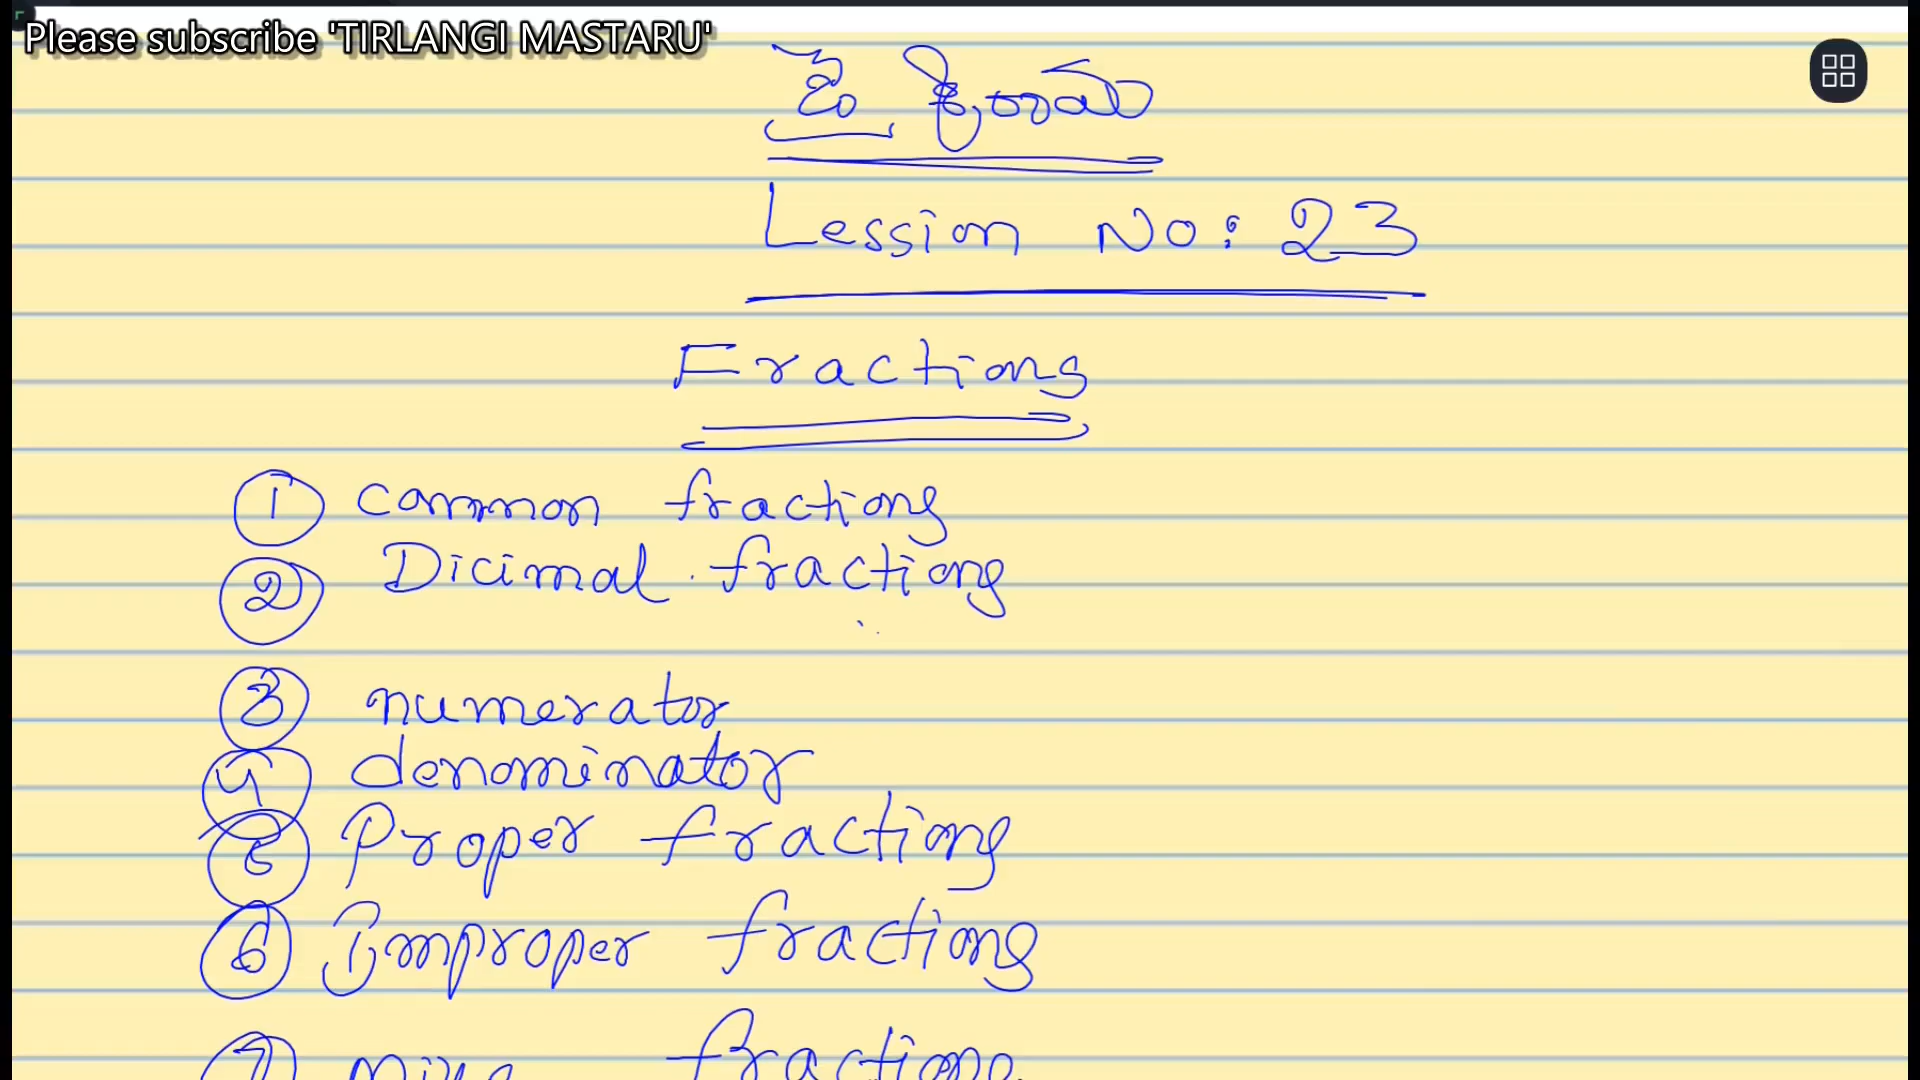 Please subscribe 'TIRLANGI MASTARU'
Lession No: 23
Fractions
① Common fractions
② Dicimal fractions
③ numerator
④ denominator
⑤ Proper fractions
⑥ Improper fractions
⑦ fractions